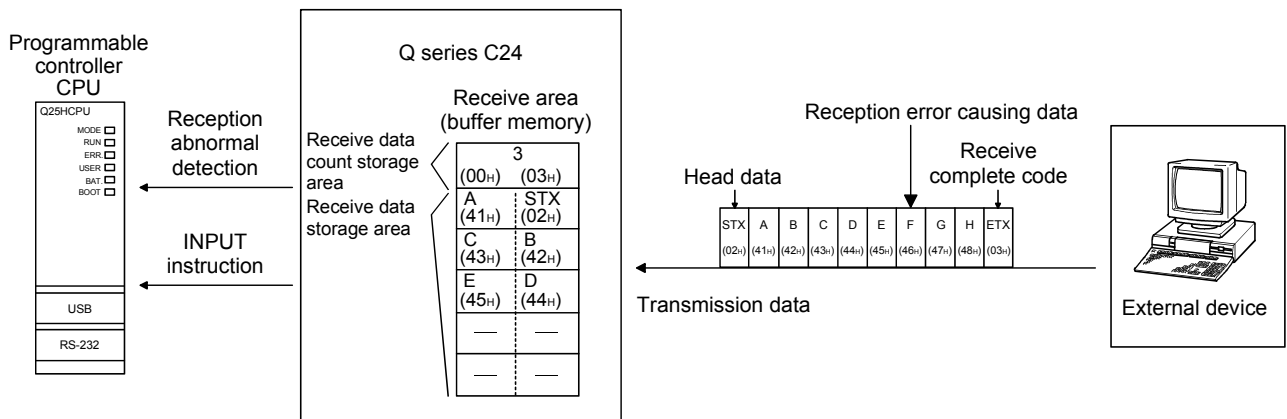 Programmable
controller
CPU
Q25HCPU
MODE
RUN
ERR.
USER
BAT.
BOOT
USB
RS-232
Reception
abnormal
detection
INPUT
instruction
Q series C24
Receive area
(buffer memory)
Receive data
count storage
area
Receive data
storage area
3
(00H) (03H)
A STX
(41H) (02H)
C B
(43H) (42H)
E D
(45H) (44H)
— —
— —
Reception error causing data
Head data
Receive
complete code
STX A B C D E F G H ETX
(02H) (41H) (42H) (43H) (44H) (45H) (46H) (47H) (48H) (03H)
Transmission data
External device